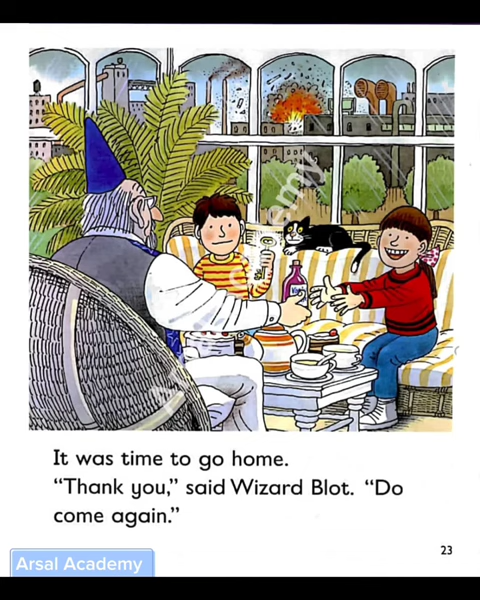 It was time to go home.
“Thank you,” said Wizard Blot. “Do
come again.”
23
Arsal Academy